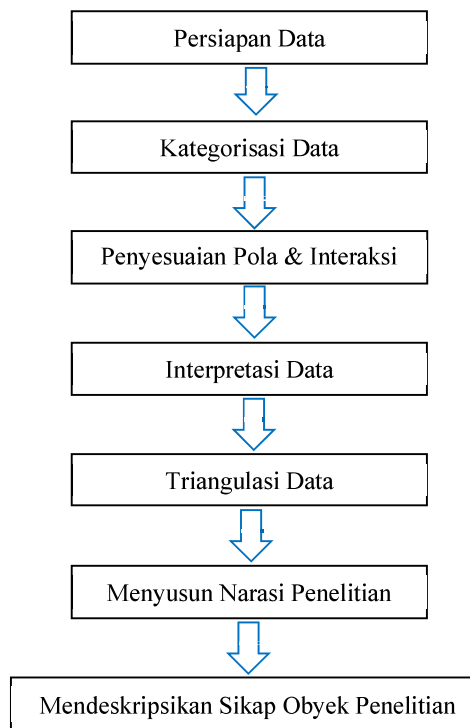 Persiapan Data
Kategorisasi Data
Penyesuaian Pola & Interaksi
Interpretasi Data
Triangulasi Data
Menyusun Narasi Penelitian
Mendeskripsikan Sikap Obyek Penelitian